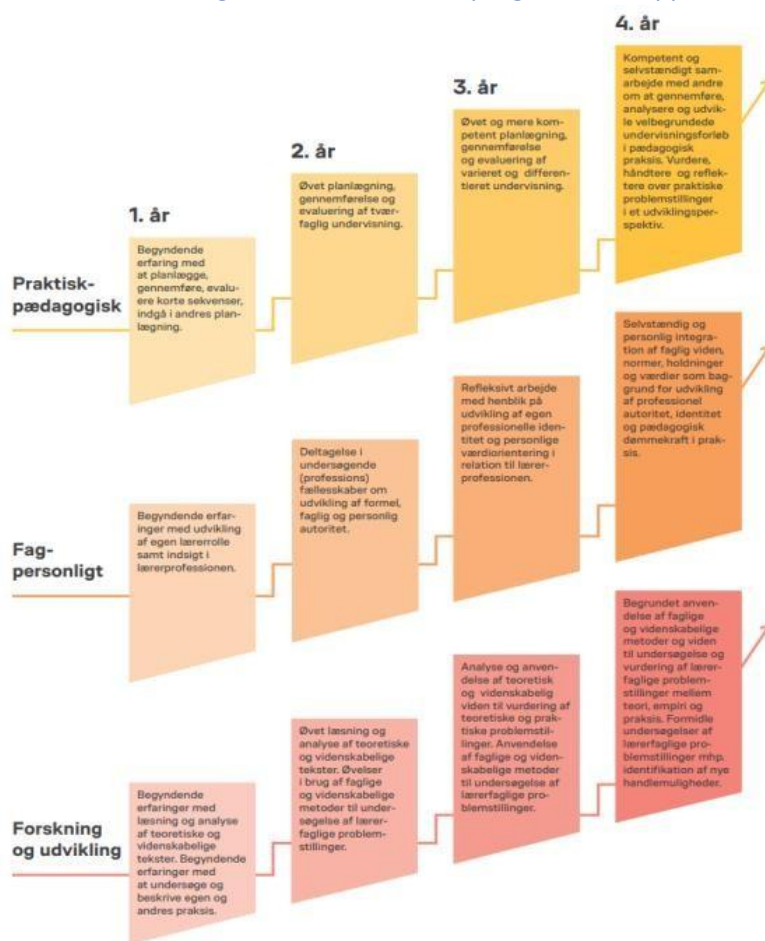 1. år
2. år
3. år
4. år
Praktisk-
pædagogisk
Begyndende
erfaring med
at planlægge,
gennemføre, evalu-
ere korte sekvenser,
indgå i andres plan-
lægning.
Øvet planlægning,
gennemførelse og
evaluering af tvær-
faglig undervisning.
Øvet og mere kom-
petent planlægning,
gennemførelse
og evaluering af
varieret og differen-
tieret undervisning.
Kompetent og
selvstændigt sam-
arbejde med andre
om at gennemføre,
analysere og udvik-
le velbegrundede
undervisningsforløb
i pædagogisk
praksis. Vurdere,
håndtere og reflek-
tere over praktiske
problemstillinger
i et udviklingsper-
spektiv.
Fag-
personligt
Begyndende erfar-
inger med udvikling
af egen lærerrolle
samt indsigt i
lærerprofessionen.
Deltagelse i
undersøgende
(professions)
fællesskaber om
udvikling af formel,
faglig og personlig
autoritet.
Refleksivt arbejde
med henblik på
udvikling af egen
professionelle iden-
titet og personlige
værdiorientering i
relation til lærer-
professionen.
Selvstændig og
personlig integra-
tion af faglig viden,
normer, holdninger
og værdier som bag-
grund for udvikling
af professionel
autoritet, identitet
og pædagogisk
dømmekraft i prak-
sis.
Forskning
og udvikling
Begyndende
erfaringer med
læsning og analyse
af teoretiske og
videnskabelige
tekster. Begyndende
erfaringer med
at undersøge og
beskrive egen og
andres praksis.
Øvet læsning og
analyse af teoretiske
og videnskabelige
tekster. Øvelser
i brug af faglige
og videnskabelige
metoder til under-
søgelse af lærer-
faglige problem-
stillinger.
Analyse og anvend-
else af teoretisk
og videnskabelig
viden til vurdering af
teoretiske og prak-
tiske problemstil-
linger. Anvendelse
af faglige og viden-
skabelige metoder
til undersøgelse af
lærerfaglige pro-
blemstillinger.
Begrundet anven-
delse af faglige
og videnskabelige
metoder og viden
til undersøgelse og
vurdering af lærer-
faglige problem-
stillinger mellem
teori, empiri og
praksis. Formidle
undersøgelser af
lærerfaglige pro-
blemstillinger mhp.
identifikation af nye
handlemuligheder.